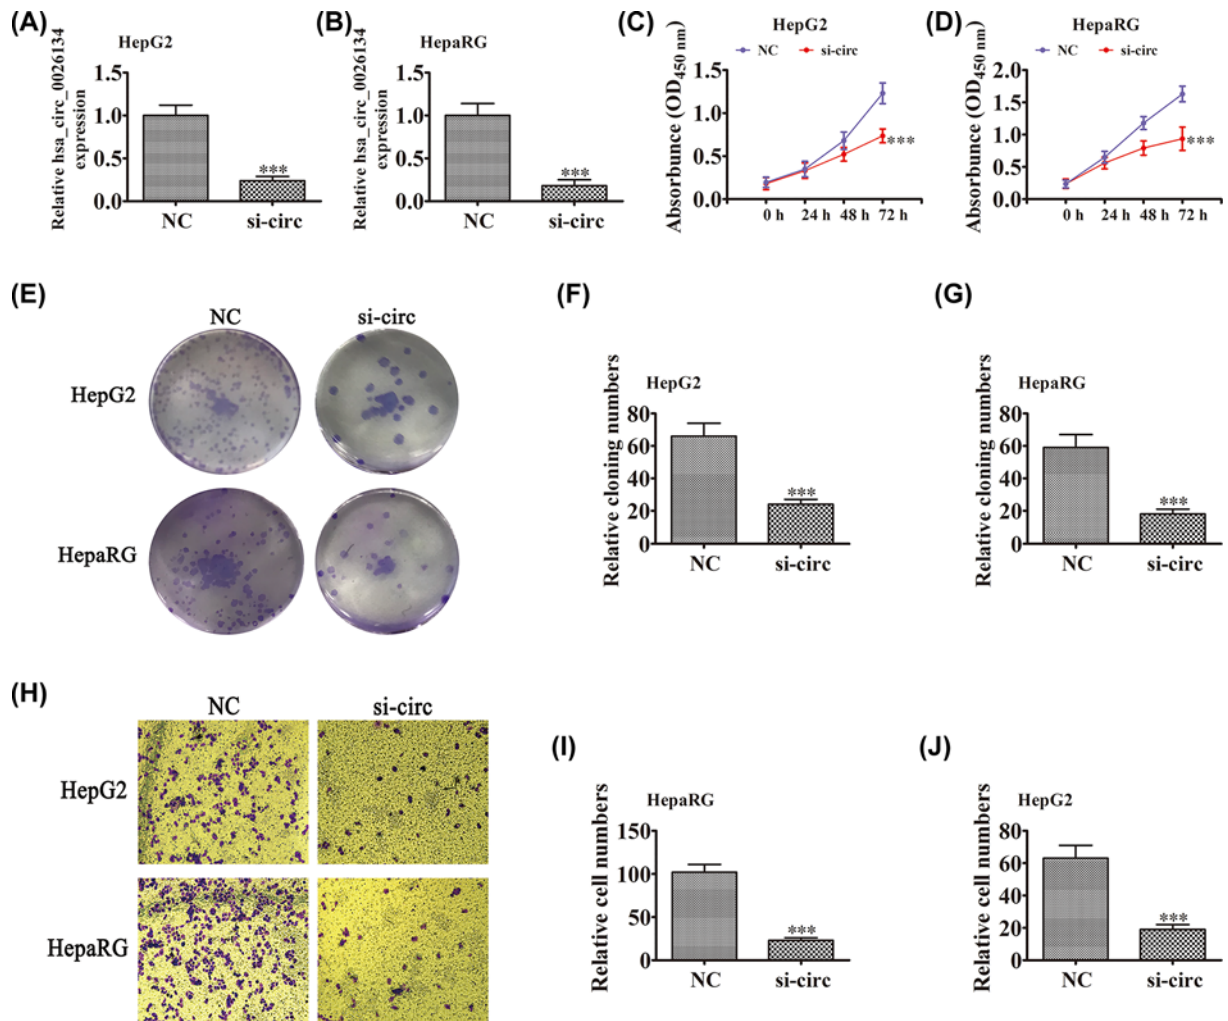 (A)
Relative hsa_circ_0026134
expression
HepG2
1.5
1.0
0.5
0.0
***
NC
si-circ
(B)
Relative hsa_circ_0026134
expression
HepaRG
1.5
1.0
0.5
0.0
***
NC
si-circ
(C)
HepG2
NC
si-circ
Absorbunce (OD450 nm)
1.5
1.0
0.5
0.0
***
0 h
24 h
48 h
72 h
(D)
HepaRG
NC
si-circ
Absorbunce (OD450 nm)
2.0
1.5
1.0
0.5
0.0
***
0 h
24 h
48 h
72 h
(E)
NC
si-circ
HepG2
HepaRG
(F)
HepG2
Relative cloning numbers
80
60
40
20
0
***
NC
si-circ
(G)
HepaRG
Relative cloning numbers
80
60
40
20
0
***
NC
si-circ
(H)
NC
si-circ
HepG2
HepaRG
(I)
HepaRG
Relative cell numbers
150
100
50
0
***
NC
si-circ
(J)
HepG2
Relative cell numbers
80
60
40
20
0
***
NC
si-circ